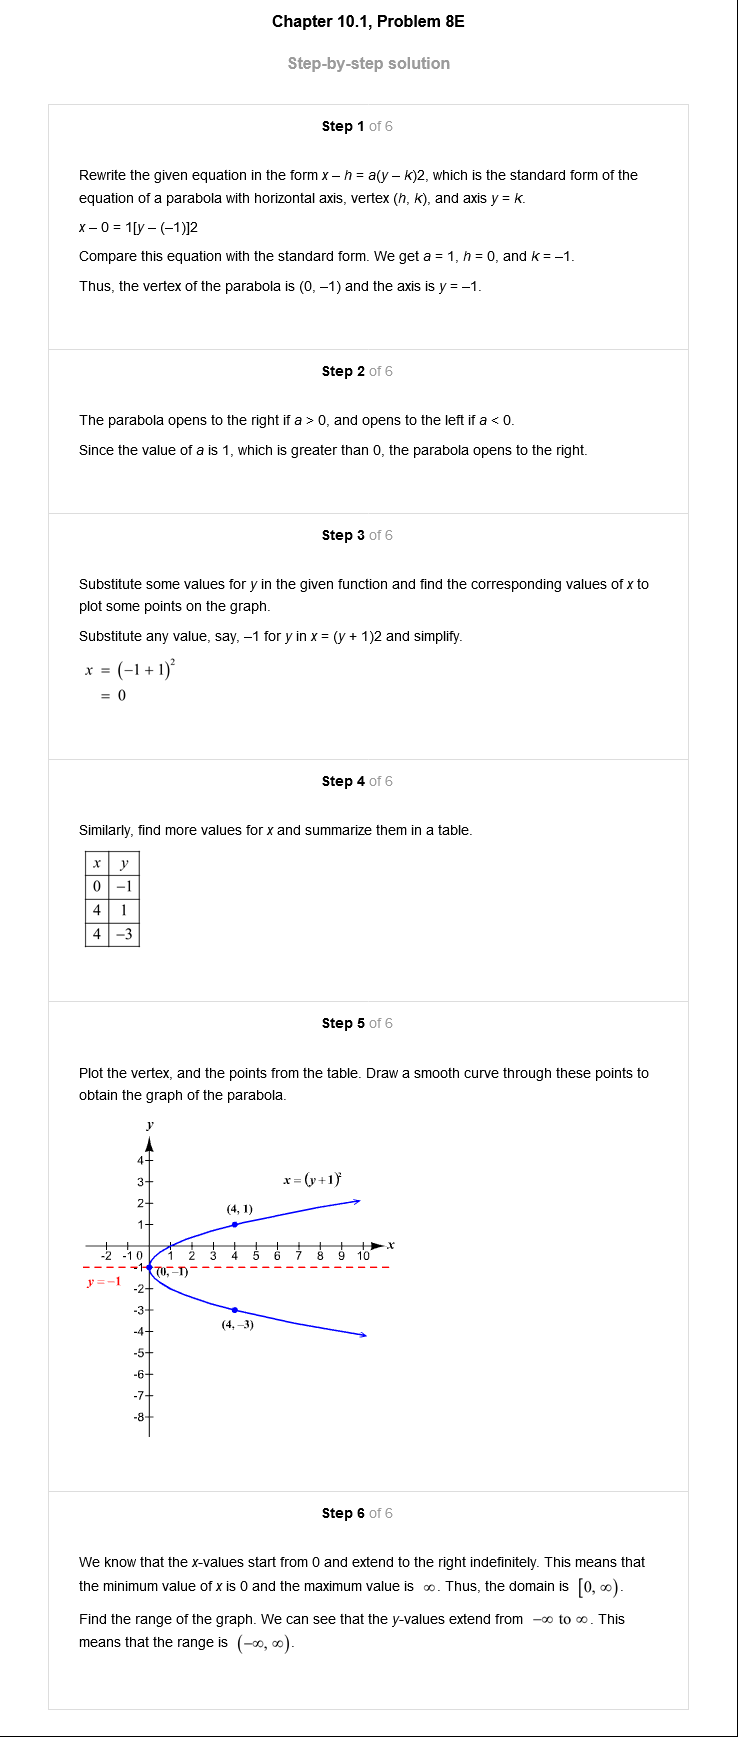 Chapter 10.1, Problem 8E
Step-by-step solution
Step 1 of 6
Rewrite the given equation in the form x – h = a(y – k)2, which is the standard form of the
equation of a parabola with horizontal axis, vertex (h, k), and axis y = k.
x – 0 = 1[y – (–1)]2
Compare this equation with the standard form. We get a = 1, h = 0, and k = –1.
Thus, the vertex of the parabola is (0, –1) and the axis is y = –1.
Step 2 of 6
The parabola opens to the right if a > 0, and opens to the left if a < 0.
Since the value of a is 1, which is greater than 0, the parabola opens to the right.
Step 3 of 6
Substitute some values for y in the given function and find the corresponding values of x to
plot some points on the graph.
Substitute any value, say, –1 for y in x = (y + 1)2 and simplify.
x = (−1 + 1)²
= 0
Step 4 of 6
Similarly, find more values for x and summarize them in a table.
x y
0 −1
4 1
4 −3
Step 5 of 6
Plot the vertex, and the points from the table. Draw a smooth curve through these points to
obtain the graph of the parabola.
y
4
3
x = (y + 1)²
2
(4, 1)
1
x
-2 -1 0 1 2 3 4 5 6 7 8 9 10
-1
(0, −1)
y = −1
-2
-3
(4, −3)
-4
-5
-6
-7
-8
Step 6 of 6
We know that the x-values start from 0 and extend to the right indefinitely. This means that
the minimum value of x is 0 and the maximum value is ∞. Thus, the domain is [0, ∞).
Find the range of the graph. We can see that the y-values extend from −∞ to ∞. This
means that the range is (−∞, ∞).